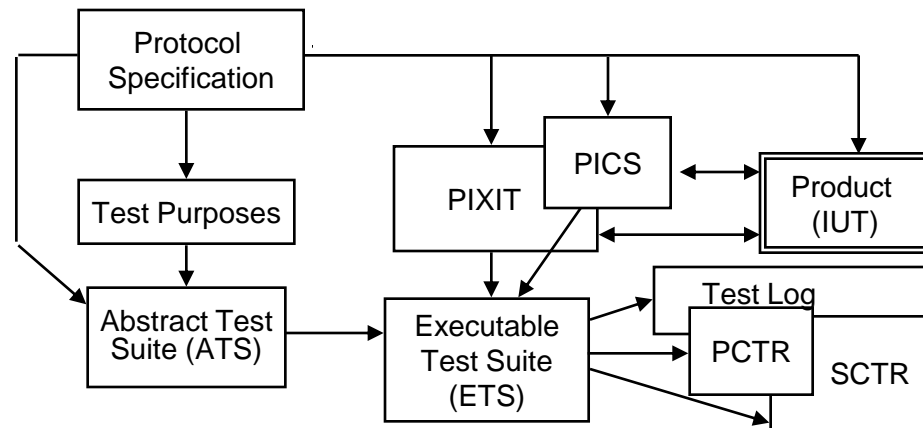 Protocol
Specification
PICS
PIXIT
Product
(IUT)
Test Purposes
Test Log
Abstract Test
Suite (ATS)
Executable
Test Suite
(ETS)
PCTR
SCTR